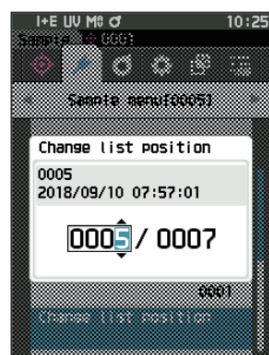 I+E UV M0 ♂ 10:25
Sample 0001
Sample menu[0005]
Change list position
0005
2018/09/10 07:57:01
0005 / 0007
0001
Change list position